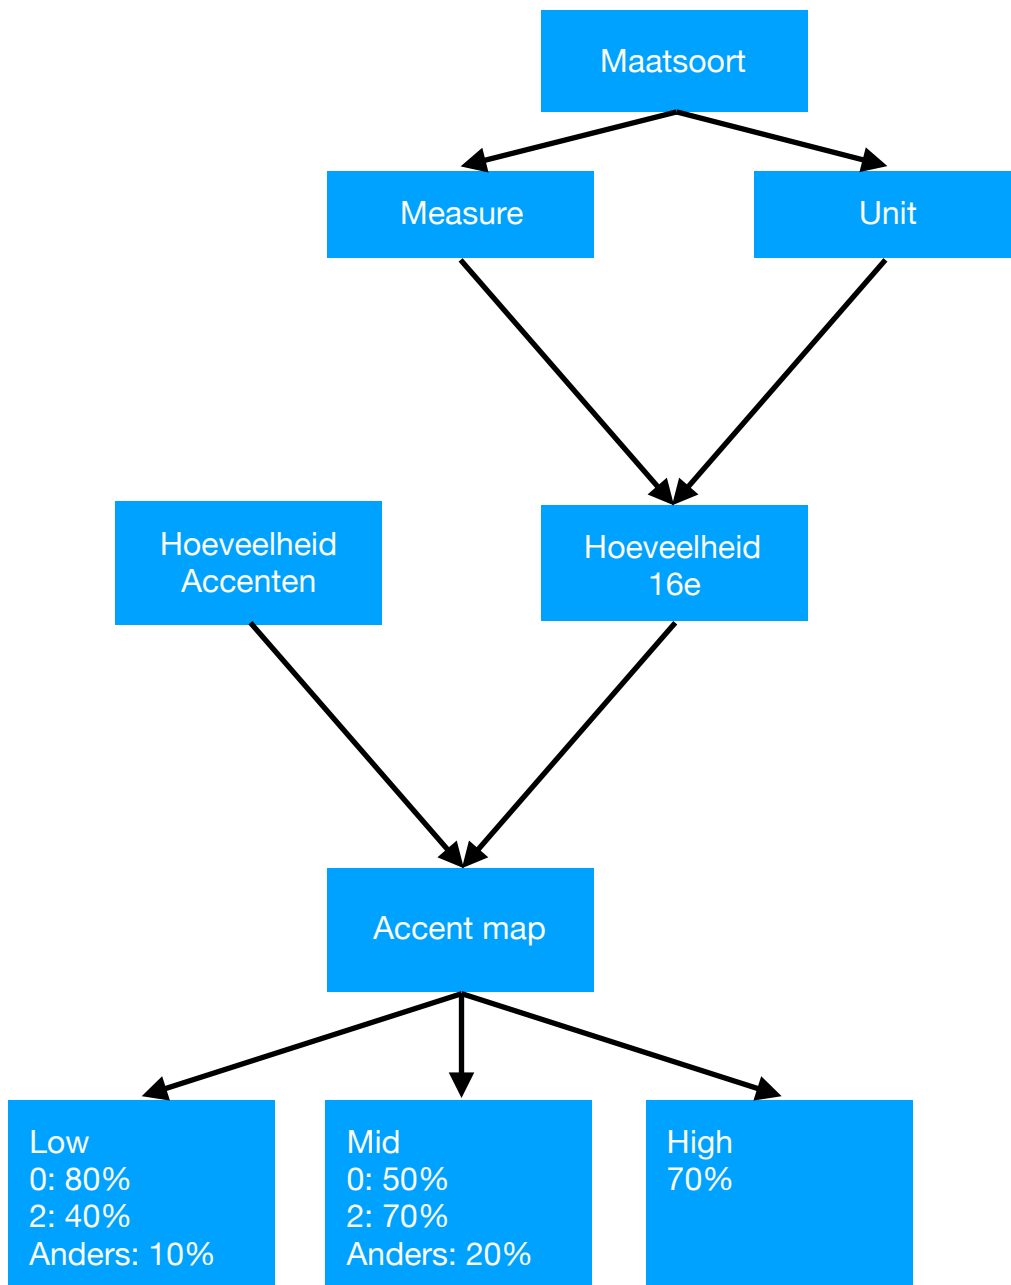 Maatsoort
Measure
Unit
Hoeveelheid
Accenten
Hoeveelheid
16e
Accent map
Low
0: 80%
2: 40%
Anders: 10%
Mid
0: 50%
2: 70%
Anders: 20%
High
70%